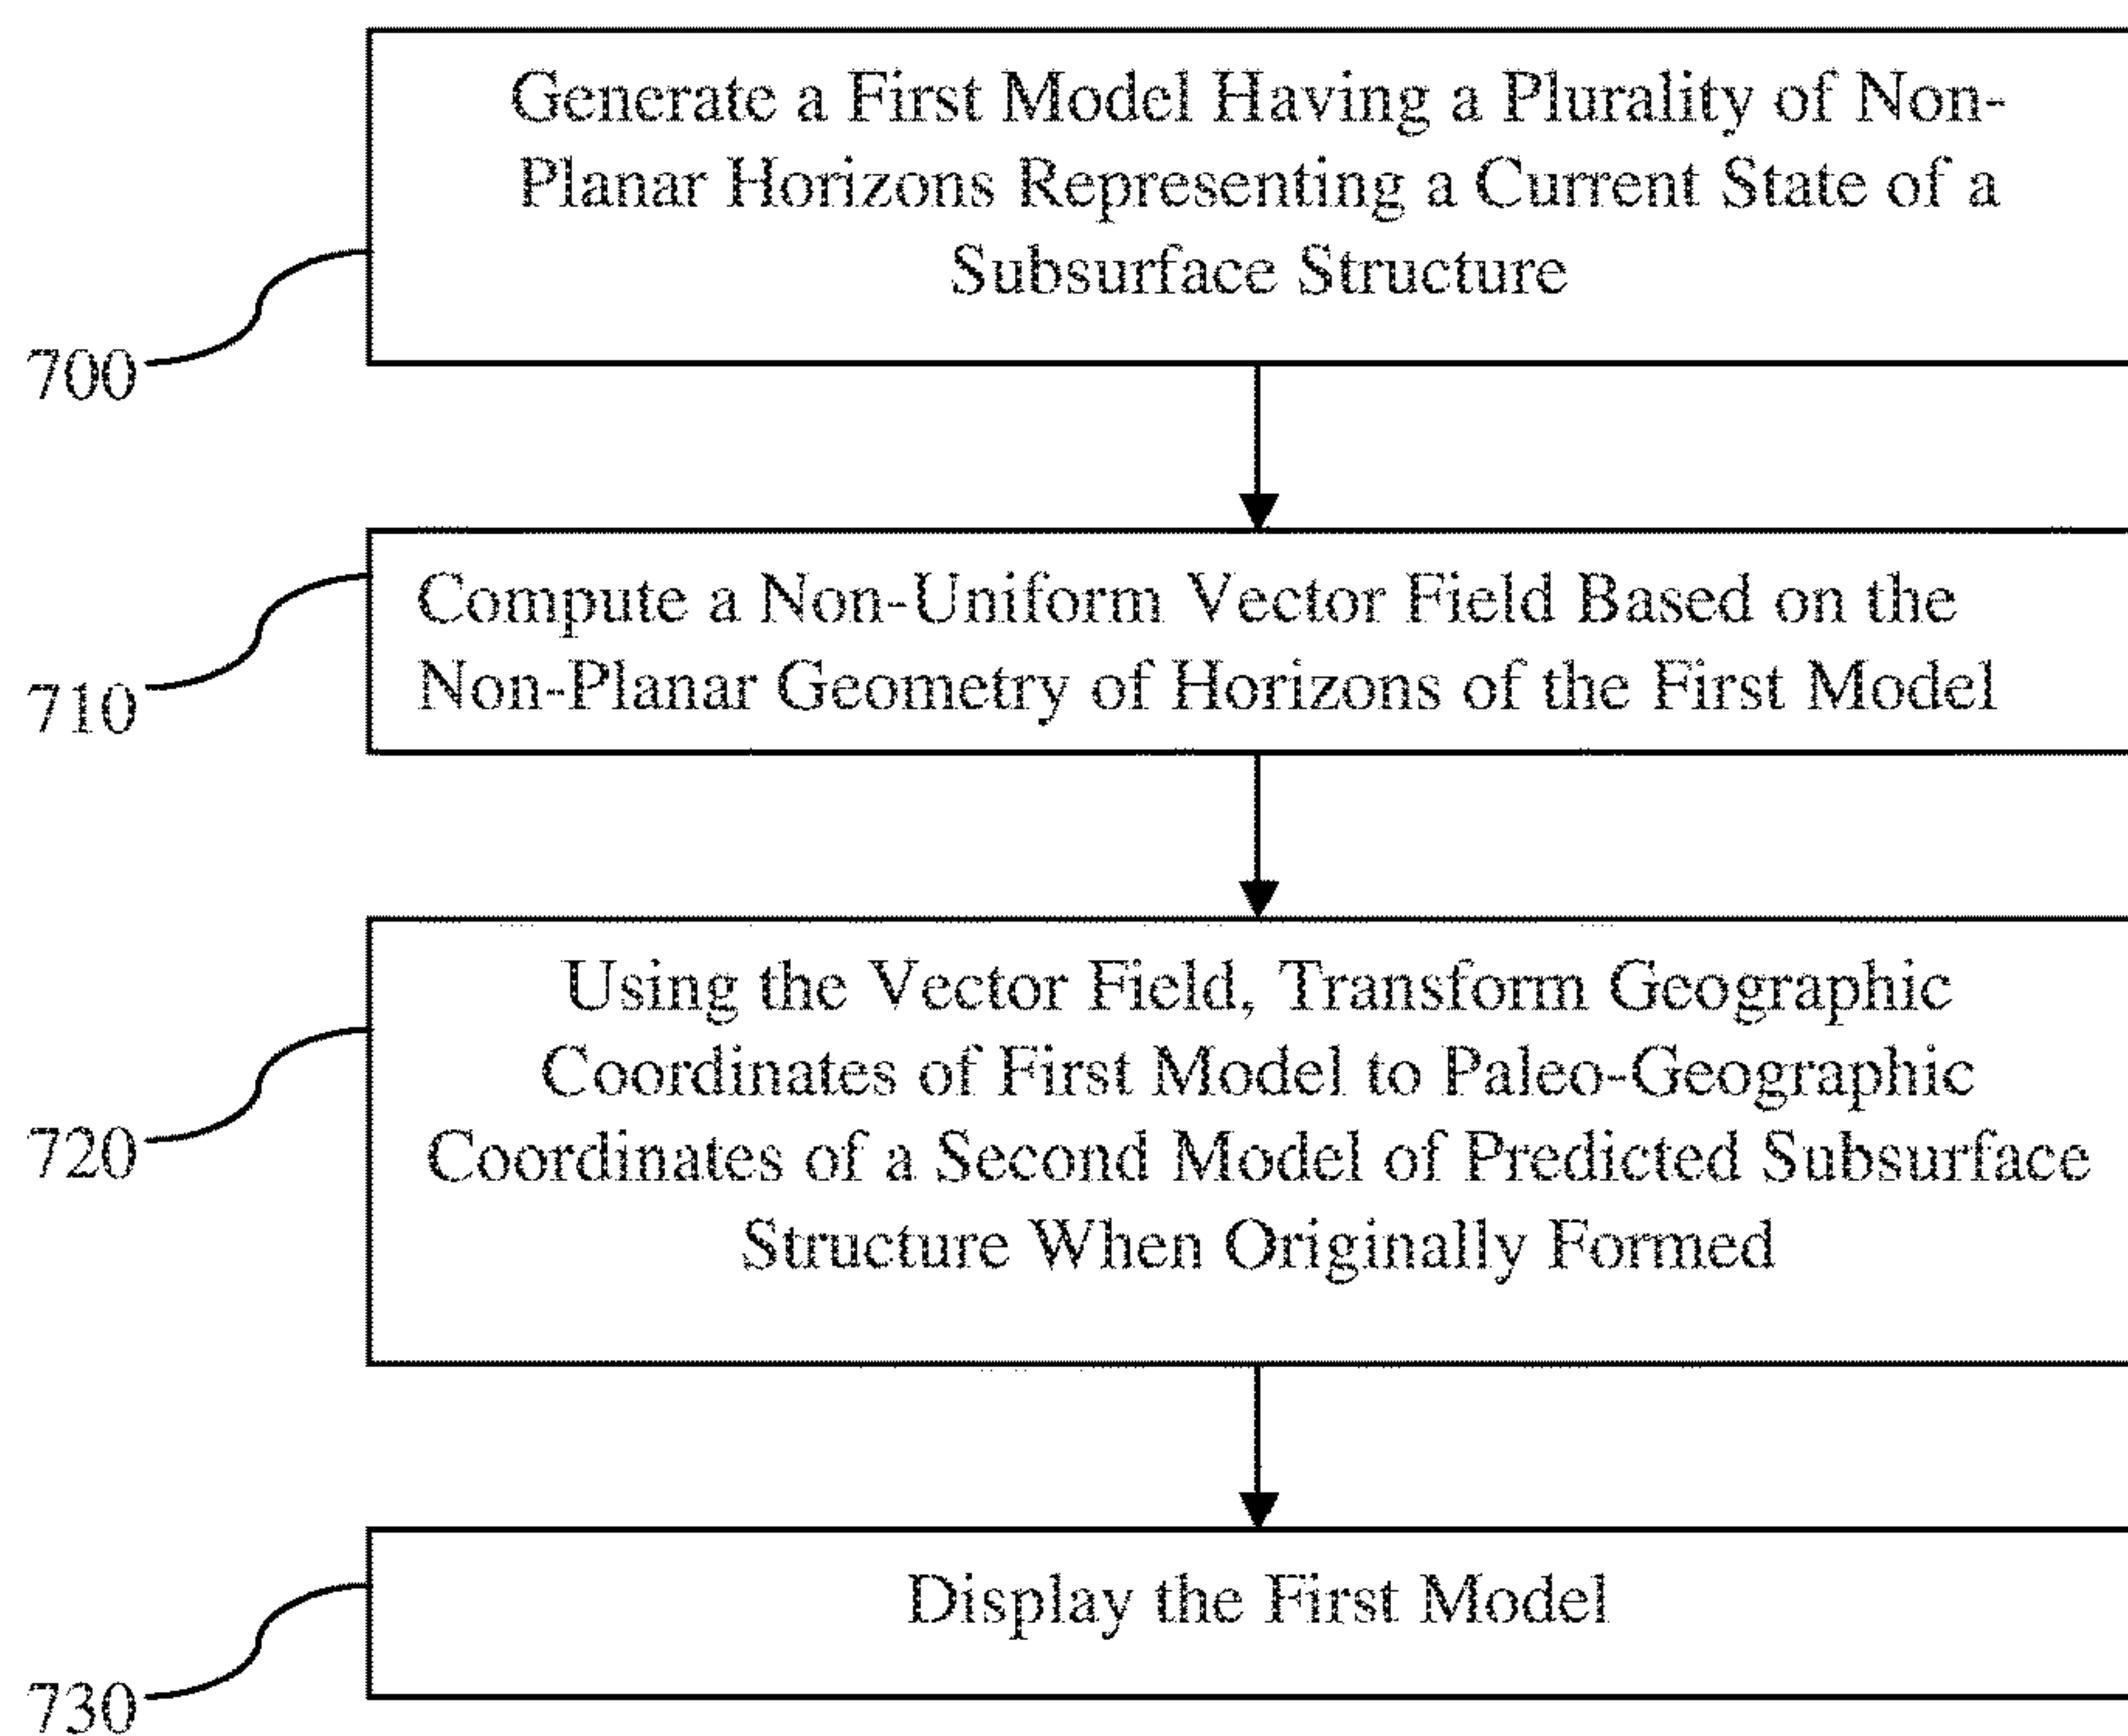 Generate a First Model Having a Plurality of Non-
Planar Horizons Representing a Current State of a
Subsurface Structure
700
Compute a Non-Uniform Vector Field Based on the
Non-Planar Geometry of Horizons of the First Model
710
Using the Vector Field, Transform Geographic
Coordinates of First Model to Paleo-Geographic
Coordinates of a Second Model of Predicted Subsurface
Structure When Originally Formed
720
Display the First Model
730